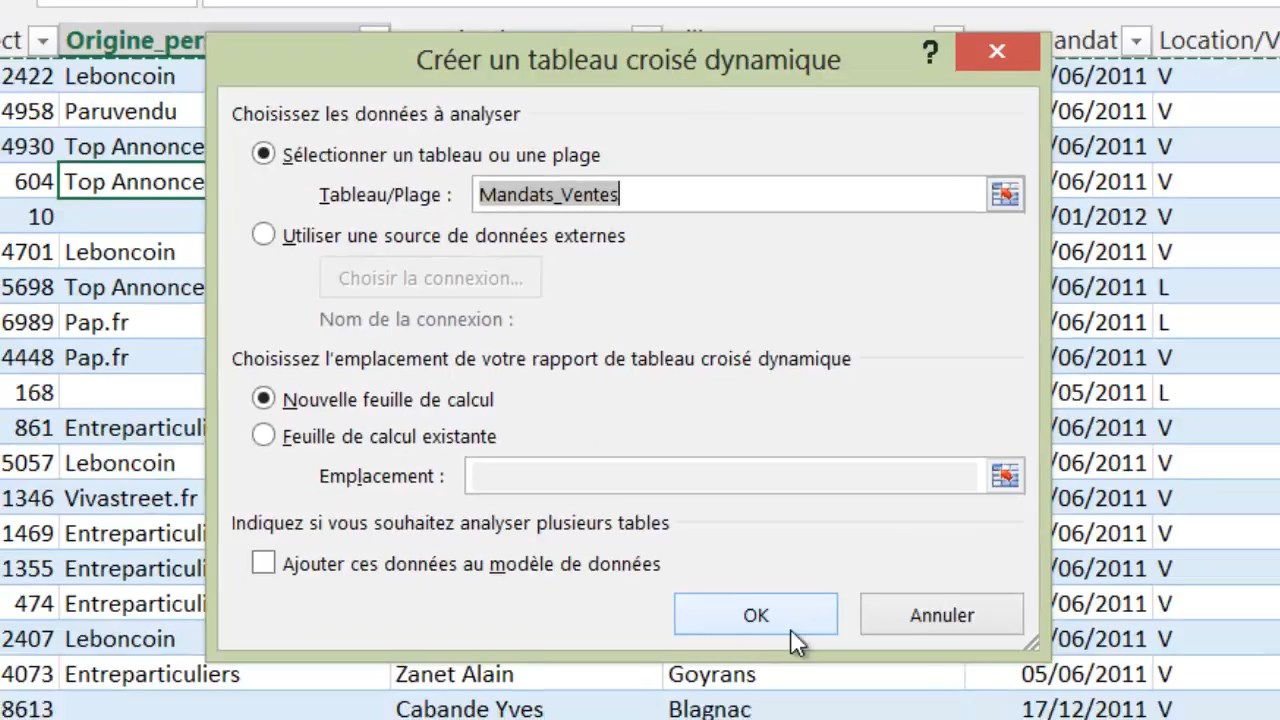 ct Origine_per andat Location/V
Créer un tableau croisé dynamique ?
2422 Leboncoin /06/2011 V
Choisissez les données à analyser
4958 Paruvendu /06/2011 V
4930 Top Annonce /06/2011 V
Sélectionner un tableau ou une plage
604 Top Annonce /06/2011 V
Tableau/Plage : Mandats_Ventes
10 /01/2012 V
Utiliser une source de données externes
4701 Leboncoin /06/2011 V
Choisir la connexion...
5698 Top Annonce /06/2011 L
6989 Pap.fr /06/2011 L
Nom de la connexion :
4448 Pap.fr /06/2011 V
Choisissez l'emplacement de votre rapport de tableau croisé dynamique
168 /05/2011 L
Nouvelle feuille de calcul
861 Entreparticuli /06/2011 V
Feuille de calcul existante
5057 Leboncoin /06/2011 V
Emplacement :
1346 Vivastreet.fr /06/2011 V
Indiquez si vous souhaitez analyser plusieurs tables
1469 Entreparticuli /06/2011 V
1355 Entreparticuli /06/2011 V
Ajouter ces données au modèle de données
474 Entreparticuli /06/2011 V
OK Annuler
2407 Leboncoin /06/2011 V
4073 Entreparticuliers Zanet Alain Goyrans 05/06/2011 V
8613 Cabande Yves Blagnac 17/12/2011 V